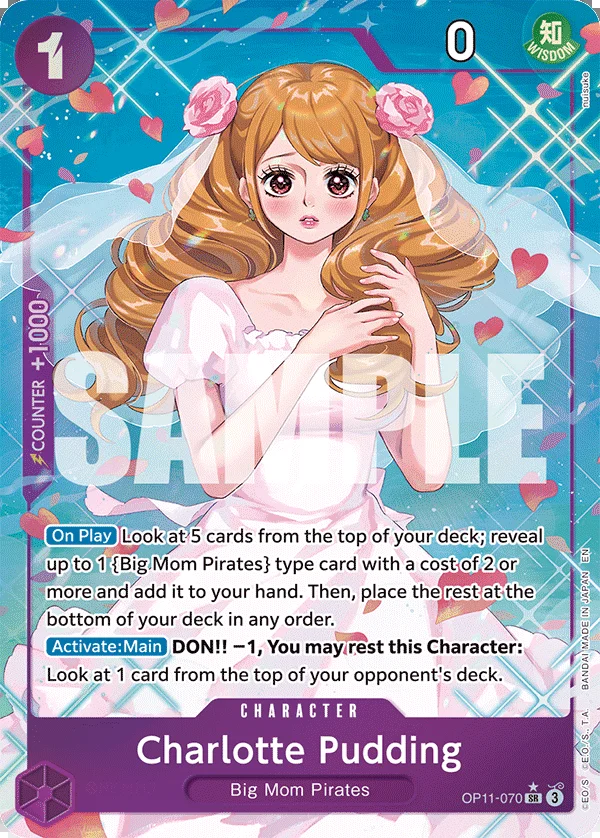 1
0
知
WISDOM
nuisuke
COUNTER +1000
SAMPLE
On Play Look at 5 cards from the top of your deck; reveal
up to 1 {Big Mom Pirates} type card with a cost of 2 or
more and add it to your hand. Then, place the rest at the
bottom of your deck in any order.
Activate:Main DON!! −1, You may rest this Character:
Look at 1 card from the top of your opponent's deck.
©E.O/S ©E.O./S., T.A. BANDAI MADE IN JAPAN EN
CHARACTER
Charlotte Pudding
Big Mom Pirates
OP11-070 SR 3